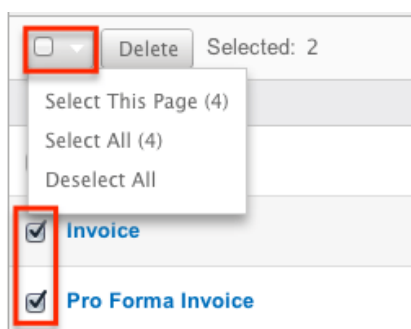 Delete Selected: 2
Select This Page (4)
Select All (4)
Deselect All
Invoice
Pro Forma Invoice